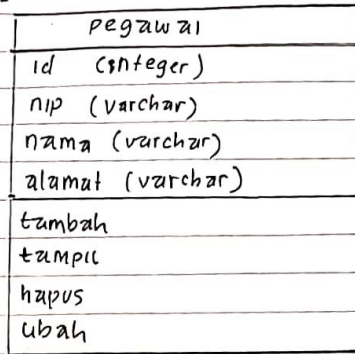 pegawai
id (integer)
nip (varchar)
nama (varchar)
alamat (varchar)
tambah
tampil
hapus
ubah